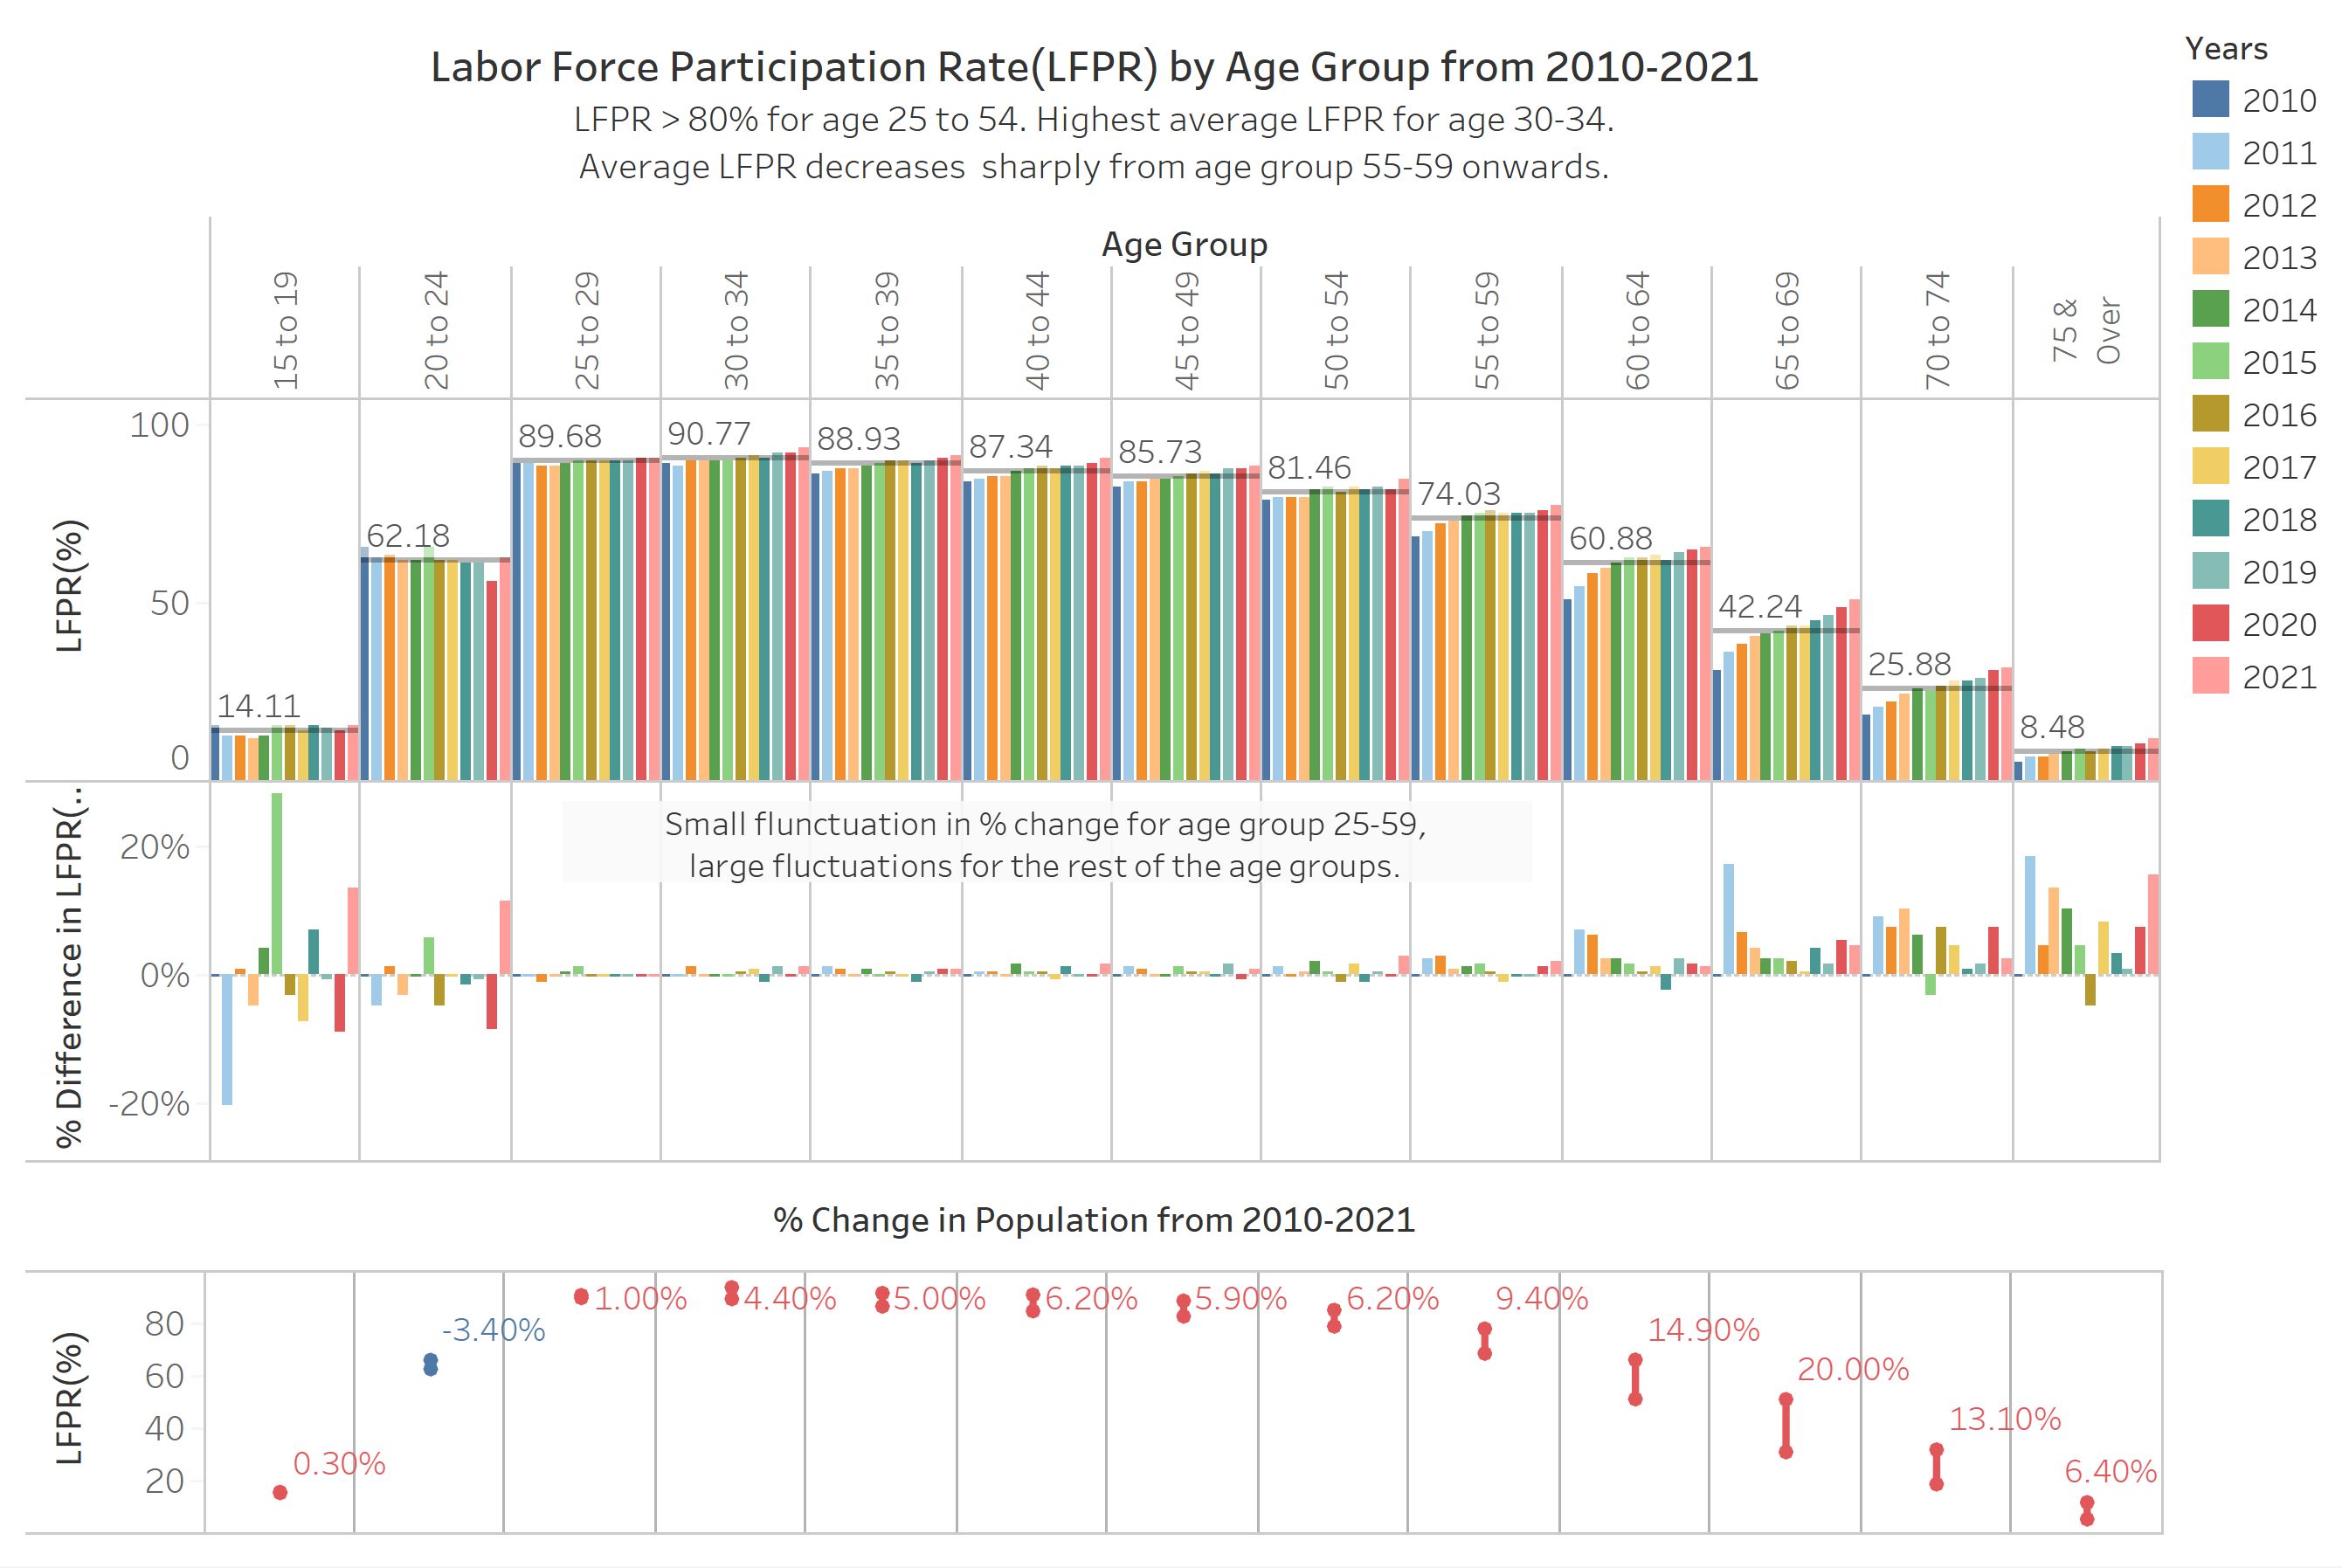 Labor Force Participation Rate(LFPR) by Age Group from 2010-2021
LFPR > 80% for age 25 to 54. Highest average LFPR for age 30-34.
Average LFPR decreases  sharply from age group 55-59 onwards.
Years
2010
2011
2012
2013
2014
2015
2016
2017
2018
2019
2020
2021
Age Group
15 to 19
20 to 24
25 to 29
30 to 34
35 to 39
40 to 44
45 to 49
50 to 54
55 to 59
60 to 64
65 to 69
70 to 74
75 &
Over
LFPR(%)
100
50
0
14.11
62.18
89.68
90.77
88.93
87.34
85.73
81.46
74.03
60.88
42.24
25.88
8.48
% Difference in LFPR(..
20%
0%
-20%
Small flunctuation in % change for age group 25-59,
large fluctuations for the rest of the age groups.
% Change in Population from 2010-2021
LFPR(%)
80
60
40
20
0.30%
-3.40%
1.00%
4.40%
5.00%
6.20%
5.90%
6.20%
9.40%
14.90%
20.00%
13.10%
6.40%